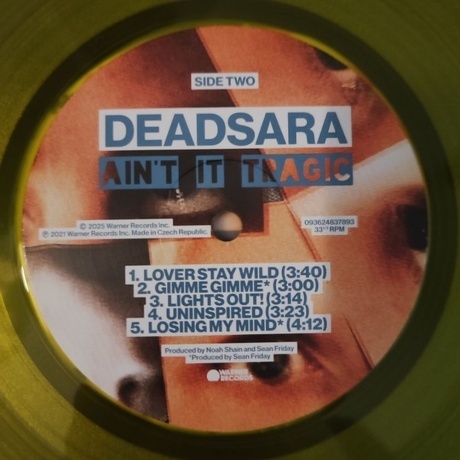 SIDE TWO
DEADSARA
AIN'T IT TRAGIC
© 2025 Warner Records Inc.
℗ 2021 Warner Records Inc. Made in Czech Republic.
093624837893
33⅓ RPM
1. LOVER STAY WILD (3:40)
2. GIMME GIMME* (3:00)
3. LIGHTS OUT! (3:14)
4. UNINSPIRED (3:23)
5. LOSING MY MIND* (4:12)
Produced by Noah Shain and Sean Friday
*Produced by Sean Friday
WARNER
RECORDS